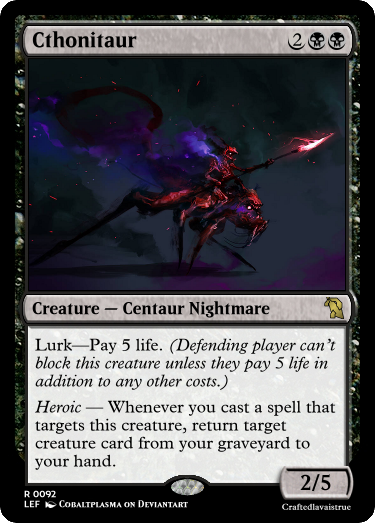 Cthonitaur 2
Creature — Centaur Nightmare
Lurk—Pay 5 life. (Defending player can't
block this creature unless they pay 5 life in
addition to any other costs.)
Heroic — Whenever you cast a spell that
targets this creature, return target
creature card from your graveyard to
your hand.
2/5
R 0092
LEF Cobaltplasma on Deviantart
Craftedlavaistrue